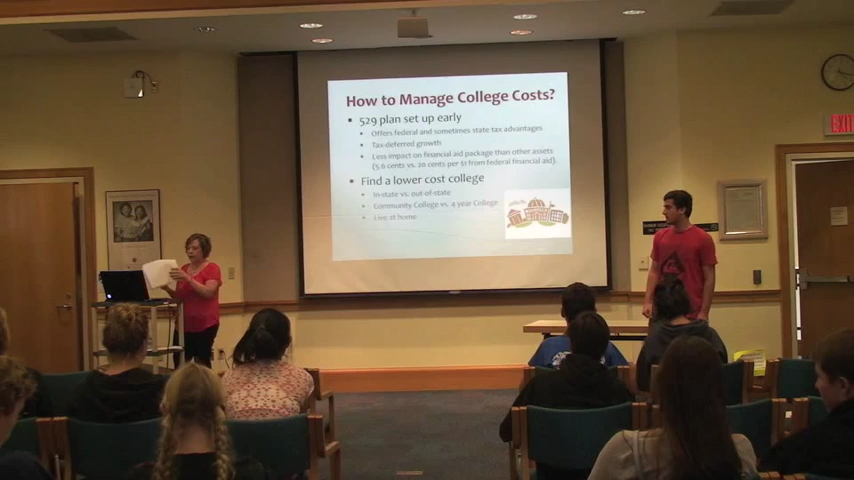 How to Manage College Costs?
529 plan set up early
Offers federal and sometimes state tax advantages
Tax-deferred growth
Less impact on financial aid package than other assets
(5.6 cents vs. 20 cents per $1 from federal financial aid).
Find a lower cost college
In-state vs. out-of-state
Community College vs. 4 year College
Live at home
EXIT